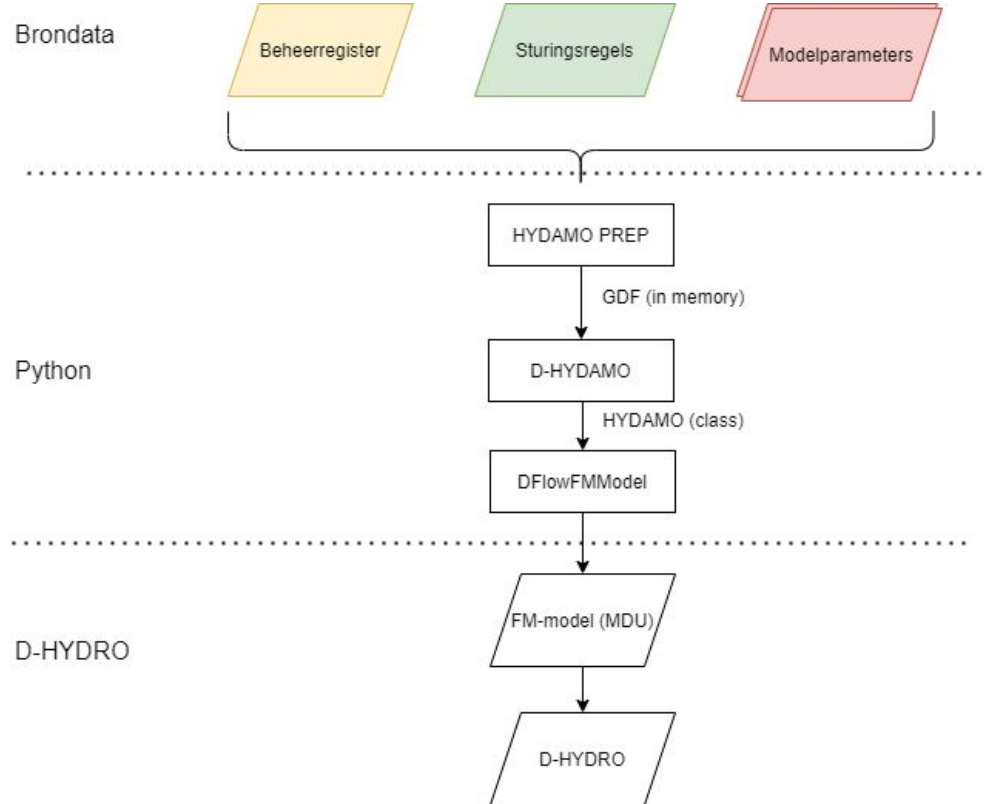 Brondata
Beheerregister
Sturingsregels
Modelparameters
HYDAMO PREP
GDF (in memory)
Python
D-HYDAMO
HYDAMO (class)
DFlowFMModel
FM-model (MDU)
D-HYDRO
D-HYDRO